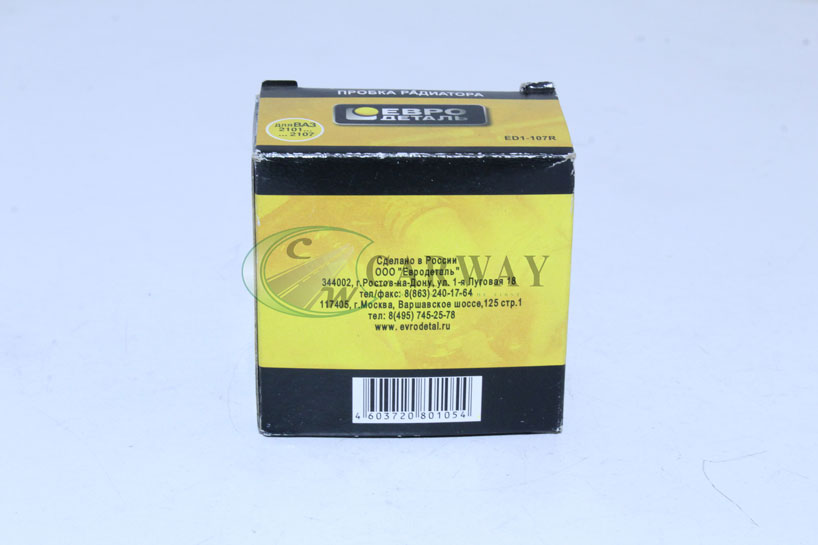 ПРОБКА РАДИАТОРА
ЕВРО
ДЕТАЛЬ
для ВАЗ
2101...
...2107
ED1-107R
Сделано в России
ООО "Евродеталь"
344002, г.Ростов-на-Дону, ул. 1-я Луговая 18
тел/факс: 8(863) 240-17-64
117405, г.Москва, Варшавское шоссе,125 стр.1
тел: 8(495) 745-25-78
www. evrodetal.ru
CARWAY
CW
4 603720 801054